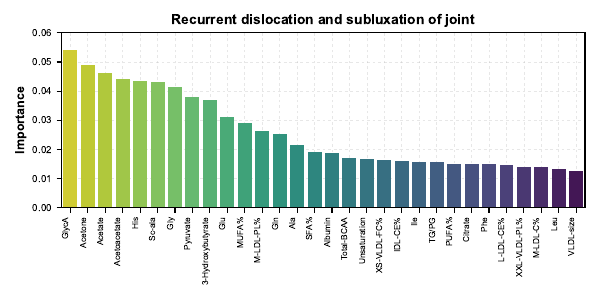 Recurrent dislocation and subluxation of joint
Importance
0.06
0.05
0.04
0.03
0.02
0.01
0.00
GlycA
Acetone
Acetate
Acetoacetate
His
Sc-ala
Gly
Pyruvate
3-Hydroxybutyrate
Glu
MUFA%
M-LDL-PL%
Gln
Ala
SFA%
Albumin
Total-BCAA
Unsaturation
XS-VLDL-FC%
IDL-CE%
Ile
TG/PG
PUFA%
Citrate
Phe
L-LDL-CE%
XXL-VLDL-PL%
M-LDL-C%
Leu
VLDL-size